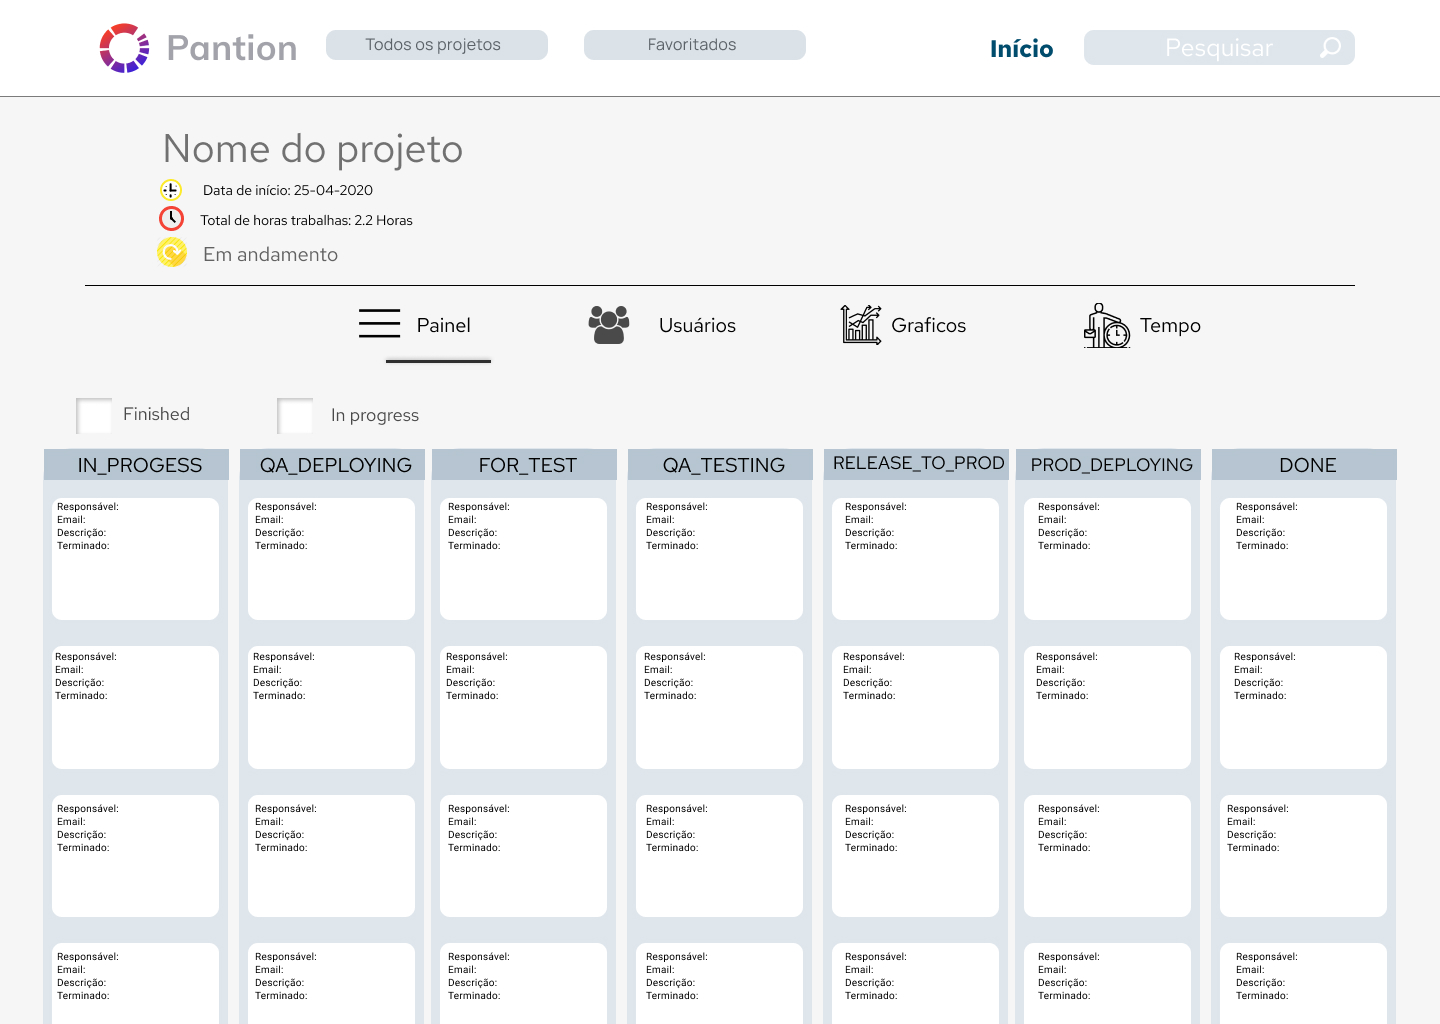 Pantion
Todos os projetos
Favoritados
Início
Pesquisar
Nome do projeto
Data de início: 25-04-2020
Total de horas trabalhas: 2.2 Horas
Em andamento
Painel
Usuários
Graficos
Tempo
Finished
In progress
IN_PROGESS
QA_DEPLOYING
FOR_TEST
QA_TESTING
RELEASE_TO_PROD
PROD_DEPLOYING
DONE
Responsável:
Email:
Descrição:
Terminado:
Responsável:
Email:
Descrição:
Terminado:
Responsável:
Email:
Descrição:
Terminado:
Responsável:
Email:
Descrição:
Terminado:
Responsável:
Email:
Descrição:
Terminado:
Responsável:
Email:
Descrição:
Terminado:
Responsável:
Email:
Descrição:
Terminado:
Responsável:
Email:
Descrição:
Terminado:
Responsável:
Email:
Descrição:
Terminado:
Responsável:
Email:
Descrição:
Terminado:
Responsável:
Email:
Descrição:
Terminado:
Responsável:
Email:
Descrição:
Terminado:
Responsável:
Email:
Descrição:
Terminado:
Responsável:
Email:
Descrição:
Terminado:
Responsável:
Email:
Descrição:
Terminado:
Responsável:
Email:
Descrição:
Terminado:
Responsável:
Email:
Descrição:
Terminado:
Responsável:
Email:
Descrição:
Terminado:
Responsável:
Email:
Descrição:
Terminado:
Responsável:
Email:
Descrição:
Terminado:
Responsável:
Email:
Descrição:
Terminado:
Responsável:
Email:
Descrição:
Terminado:
Responsável:
Email:
Descrição:
Terminado:
Responsável:
Email:
Descrição:
Terminado:
Responsável:
Email:
Descrição:
Terminado:
Responsável:
Email:
Descrição:
Terminado:
Responsável:
Email:
Descrição:
Terminado:
Responsável:
Email:
Descrição:
Terminado: